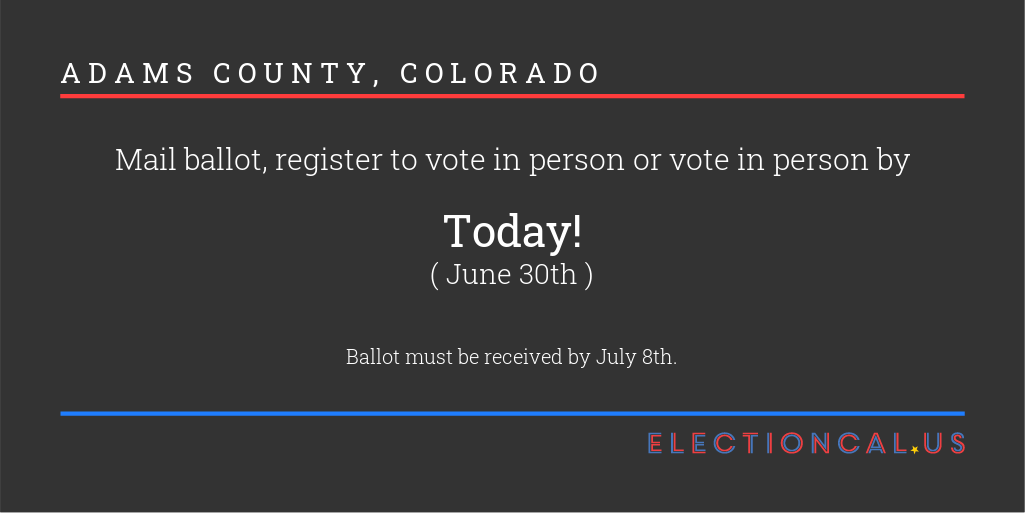 ADAMS COUNTY, COLORADO
Mail ballot, register to vote in person or vote in person by
Today!
( June 30th )
Ballot must be received by July 8th.
ELECTIONCAL.US